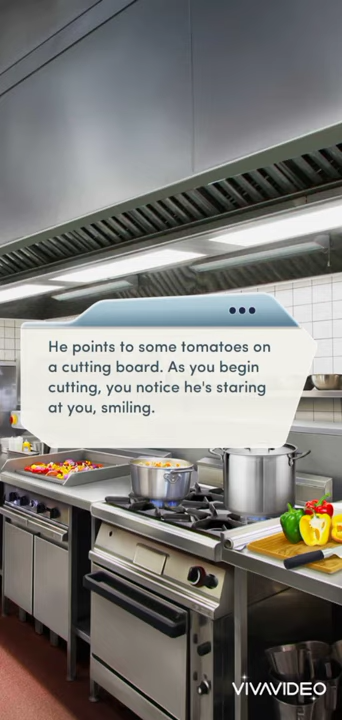 He points to some tomatoes on
a cutting board. As you begin
cutting, you notice he's staring
at you, smiling.
VIVAVIDEO